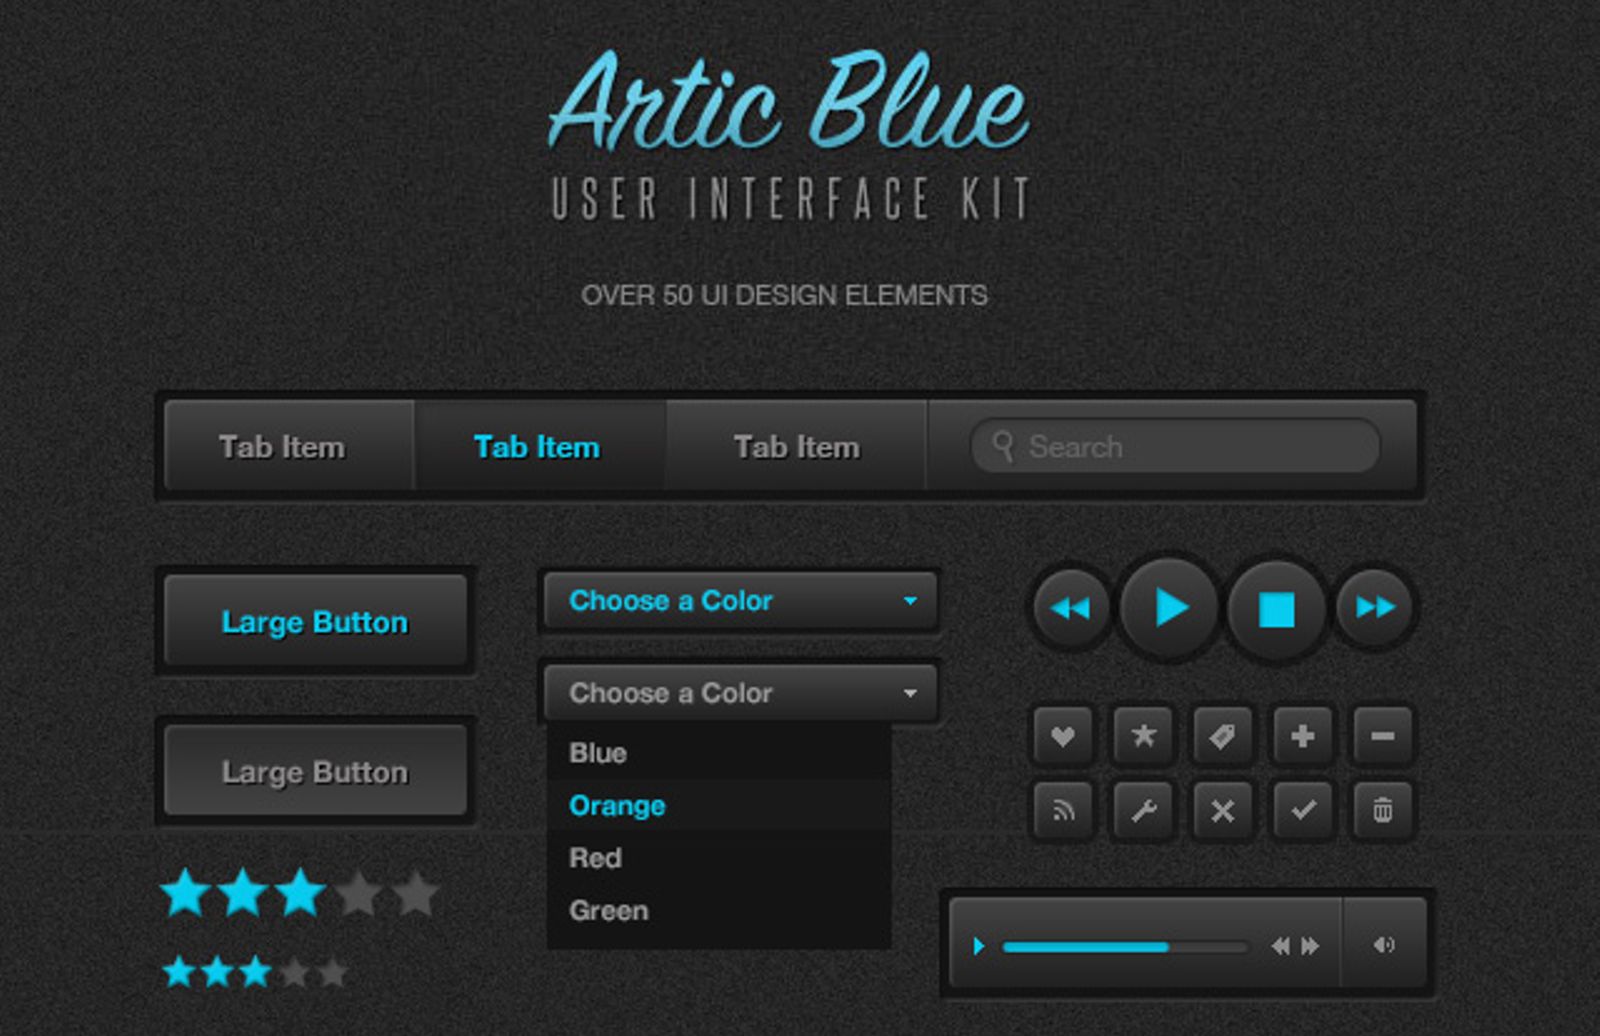 Artic Blue
USER INTERFACE KIT
OVER 50 UI DESIGN ELEMENTS
Tab Item
Tab Item
Tab Item
Search
Large Button
Large Button
Choose a Color
Choose a Color
Blue
Orange
Red
Green